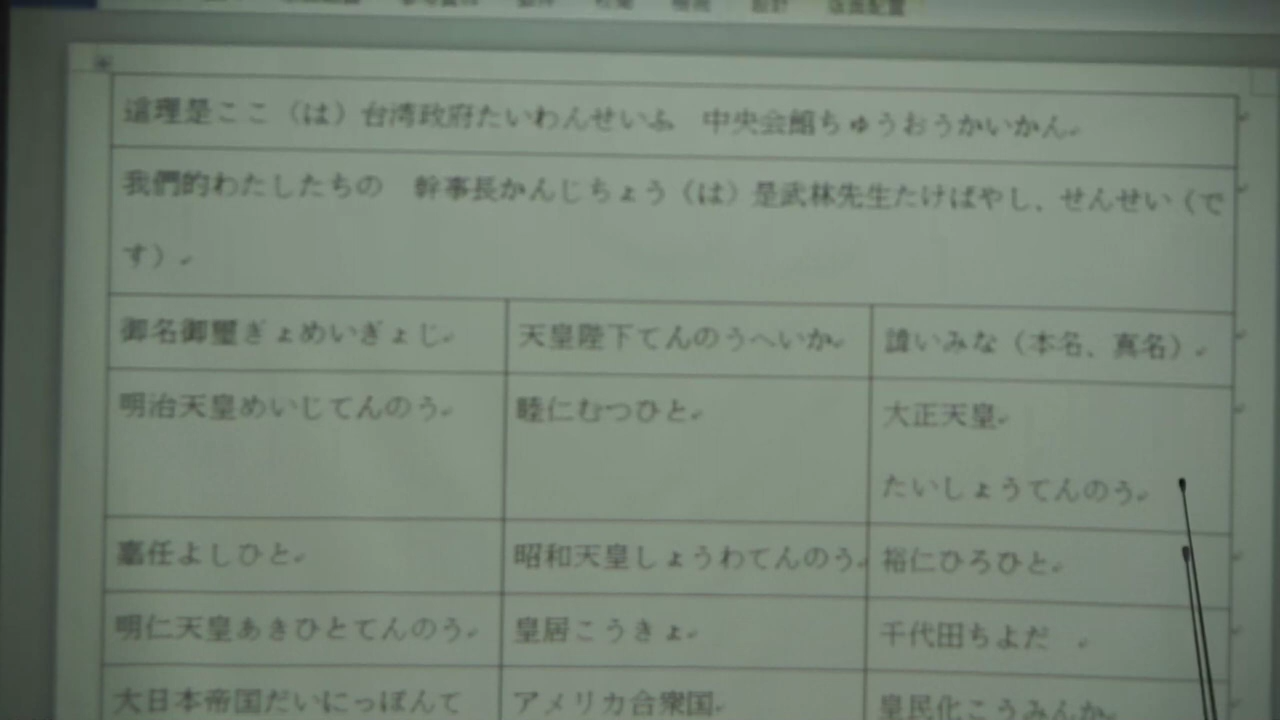 這理是ここ（は）台湾政府たいわんせいふ　中央会館ちゅうおうかいかん
我們的わたしたちの　幹事長かんじちょう（は）是武林先生たけばやし、せんせい（で
す）
御名御璽ぎょめいぎょじ
天皇陛下てんのうへいか
諱いみな（本名、真名）
明治天皇めいじてんのう
睦仁むつひと
大正天皇
たいしょうてんのう
嘉任よしひと
昭和天皇しょうわてんのう
裕仁ひろひと
明仁天皇あきひとてんのう
皇居こうきょ
千代田ちよだ
大日本帝国だいにっぽんて
アメリカ合衆国
皇民化こうみんか